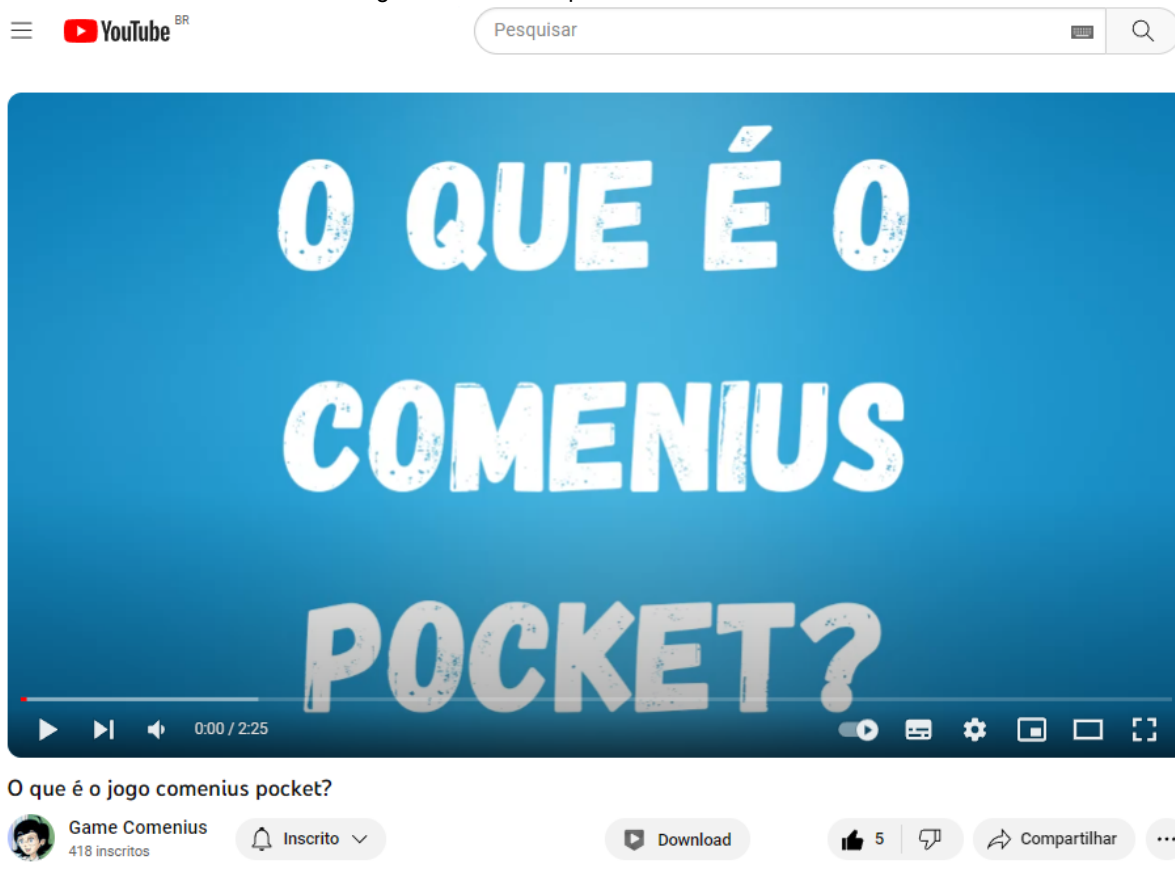 YouTube BR
Pesquisar
O QUE É O
COMENIUS
POCKET?
0:00 / 2:25
O que é o jogo comenius pocket?
Game Comenius
418 inscritos
Inscrito
Download
5
Compartilhar